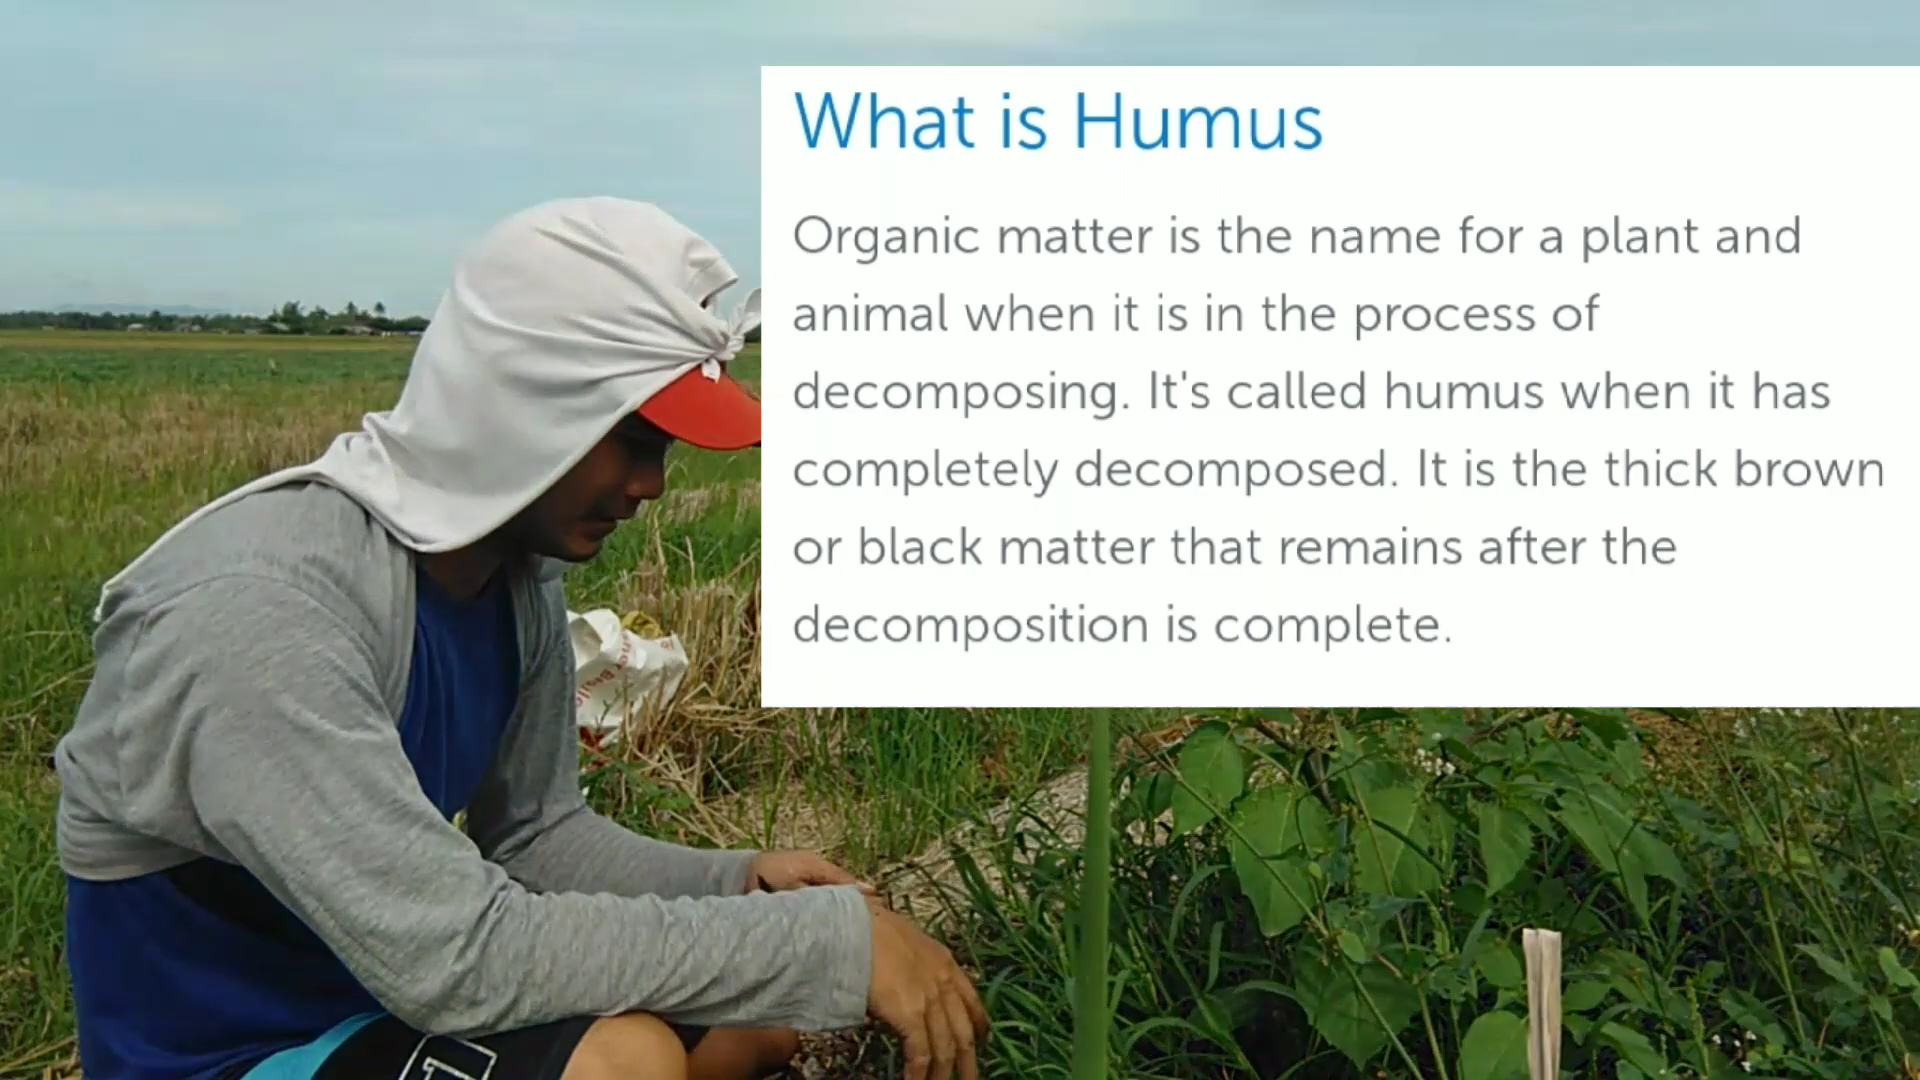 What is Humus
Organic matter is the name for a plant and
animal when it is in the process of
decomposing. It's called humus when it has
completely decomposed. It is the thick brown
or black matter that remains after the
decomposition is complete.